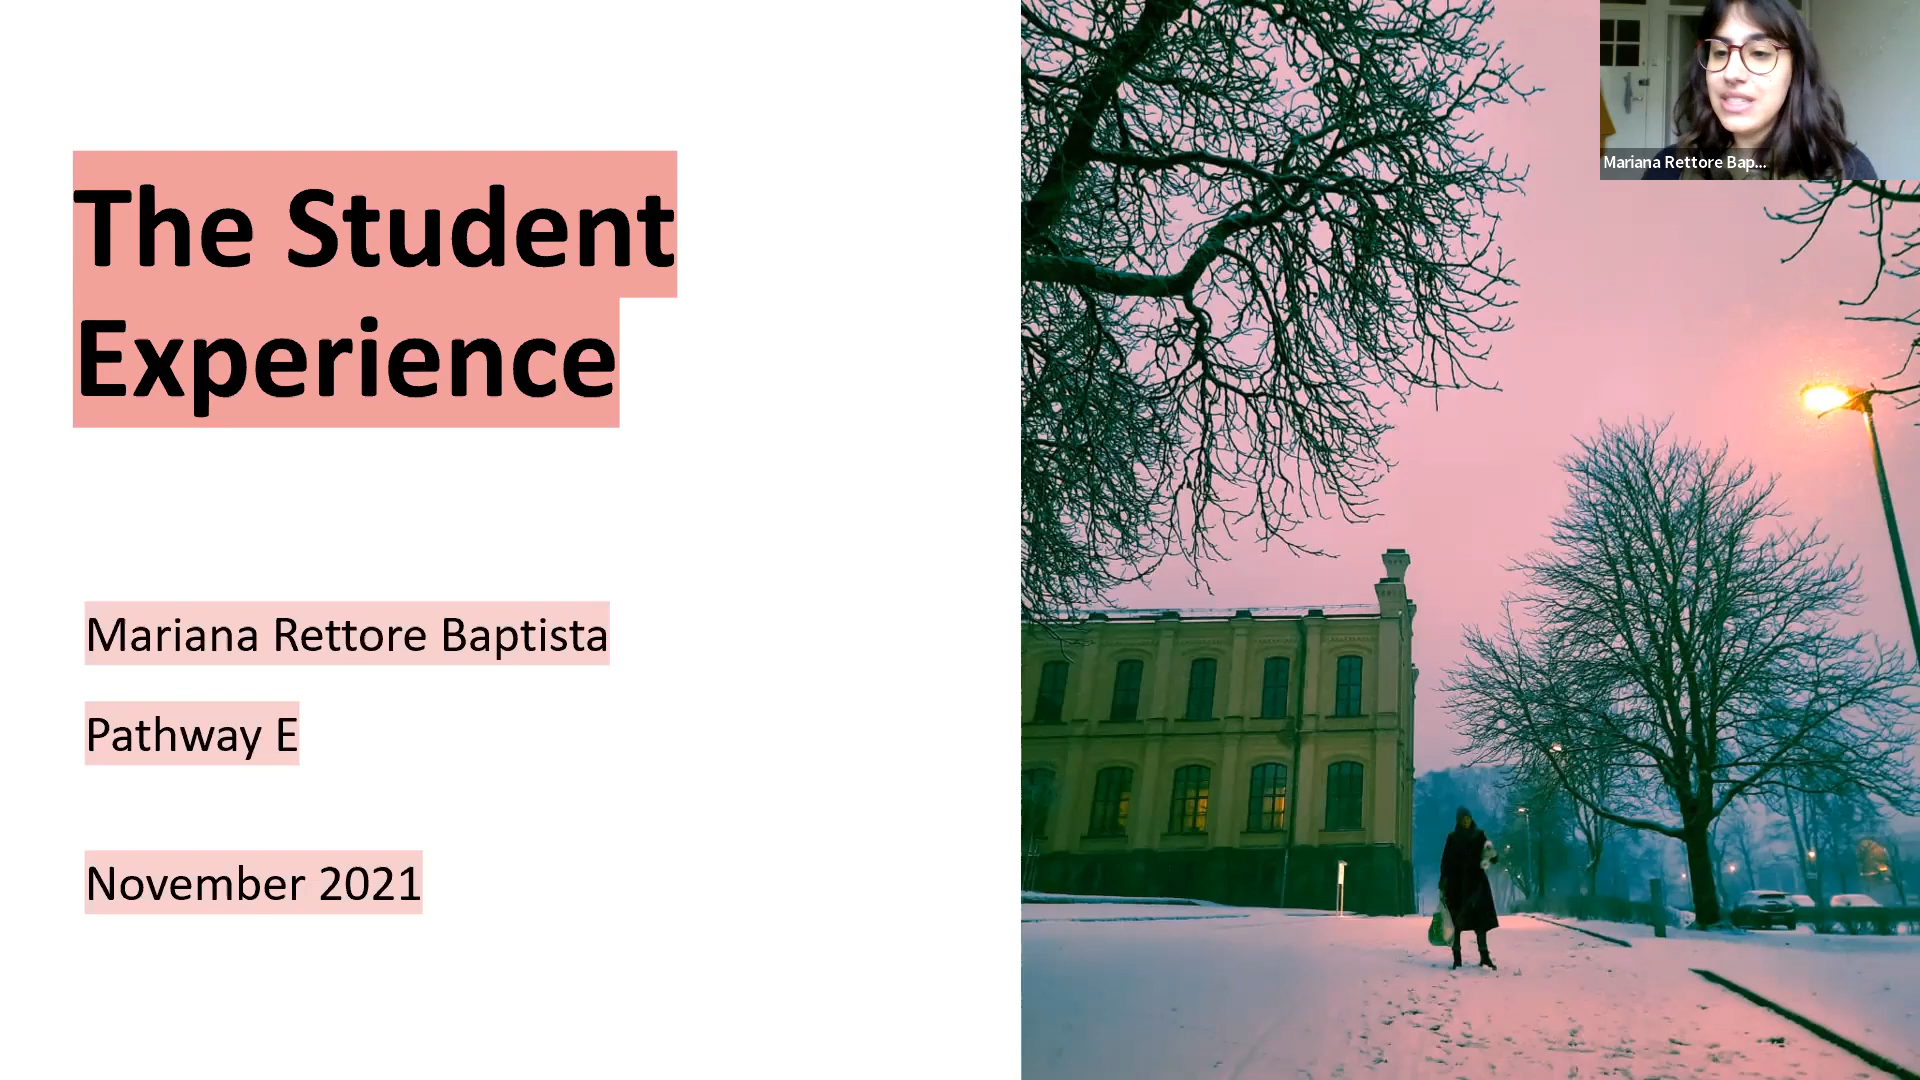 The Student
Experience
Mariana Rettore Baptista
Pathway E
November 2021
Mariana Rettore Bap...